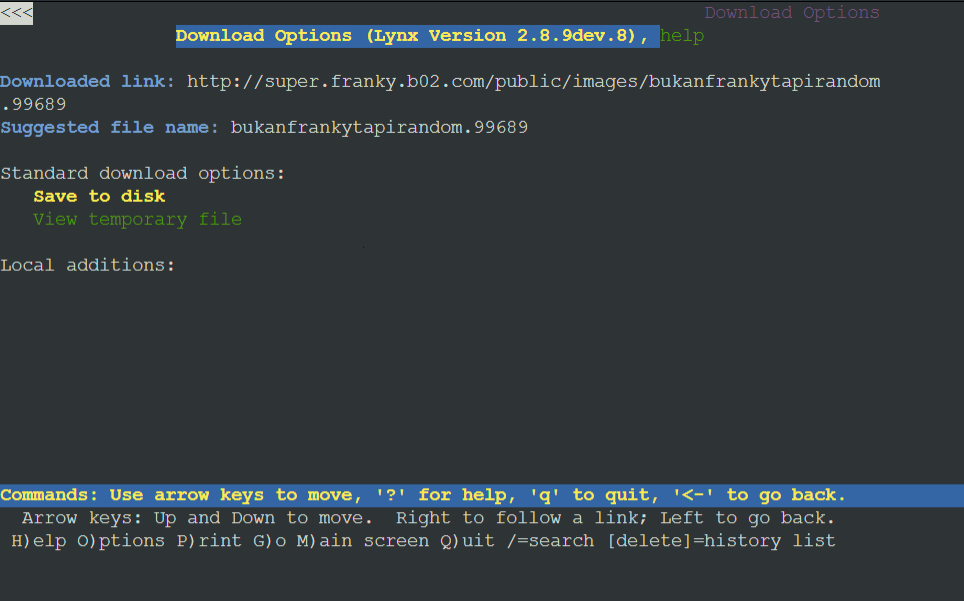 <<<
Download Options
Download Options (Lynx Version 2.8.9dev.8), help
Downloaded link: http://super.franky.b02.com/public/images/bukanfrankytapirandom
.99689
Suggested file name: bukanfrankytapirandom.99689
Standard download options:
Save to disk
View temporary file
Local additions:
Commands: Use arrow keys to move, '?' for help, 'q' to quit, '<-' to go back.
Arrow keys: Up and Down to move. Right to follow a link; Left to go back.
H)elp O)ptions P)rint G)o M)ain screen Q)uit /=search [delete]=history list